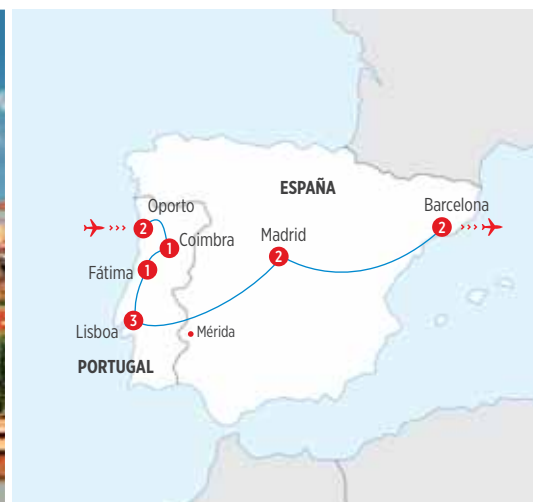 ESPAÑA
Oporto
2
Barcelona
2
Coimbra
1
Madrid
2
Fátima
1
Lisboa
3
Mérida
PORTUGAL